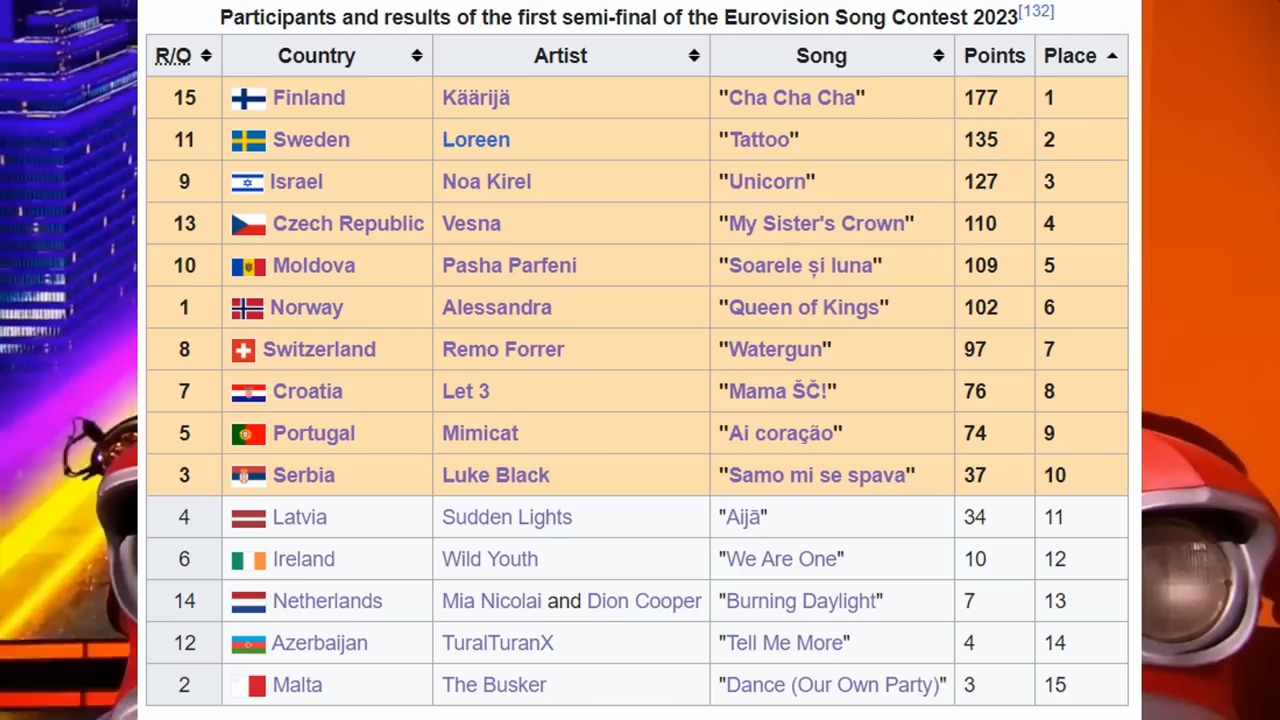 Participants and results of the first semi-final of the Eurovision Song Contest 2023[132]
R/O Country Artist Song Points Place
15 Finland Käärijä "Cha Cha Cha" 177 1
11 Sweden Loreen "Tattoo" 135 2
9 Israel Noa Kirel "Unicorn" 127 3
13 Czech Republic Vesna "My Sister's Crown" 110 4
10 Moldova Pasha Parfeni "Soarele și luna" 109 5
1 Norway Alessandra "Queen of Kings" 102 6
8 Switzerland Remo Forrer "Watergun" 97 7
7 Croatia Let 3 "Mama ŠČ!" 76 8
5 Portugal Mimicat "Ai coração" 74 9
3 Serbia Luke Black "Samo mi se spava" 37 10
4 Latvia Sudden Lights "Aijā" 34 11
6 Ireland Wild Youth "We Are One" 10 12
14 Netherlands Mia Nicolai and Dion Cooper "Burning Daylight" 7 13
12 Azerbaijan TuralTuranX "Tell Me More" 4 14
2 Malta The Busker "Dance (Our Own Party)" 3 15